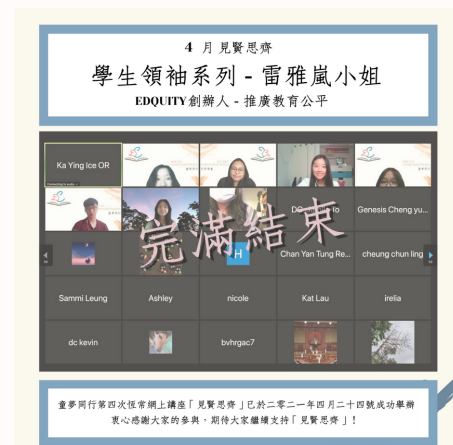 4 月 見賢思齊
學生領袖系列 - 雷雅嵐小姐
EDQUITY創辦人 - 推廣教育公平
Ka Ying Ice OR
Connecting to audio
Genesis Cheng yu...
完滿結束
H
Chan Yan Tung Re...
cheung chun ling
Sammi Leung
Ashley
nicole
Kat Lau
irelia
dc kevin
bvhrgac7
童夢同行第四次恆常網上講座「見賢思齊」已於二零二一年四月二十四號成功舉辦
衷心感謝大家的參與，期待大家繼續支持「見賢思齊」!